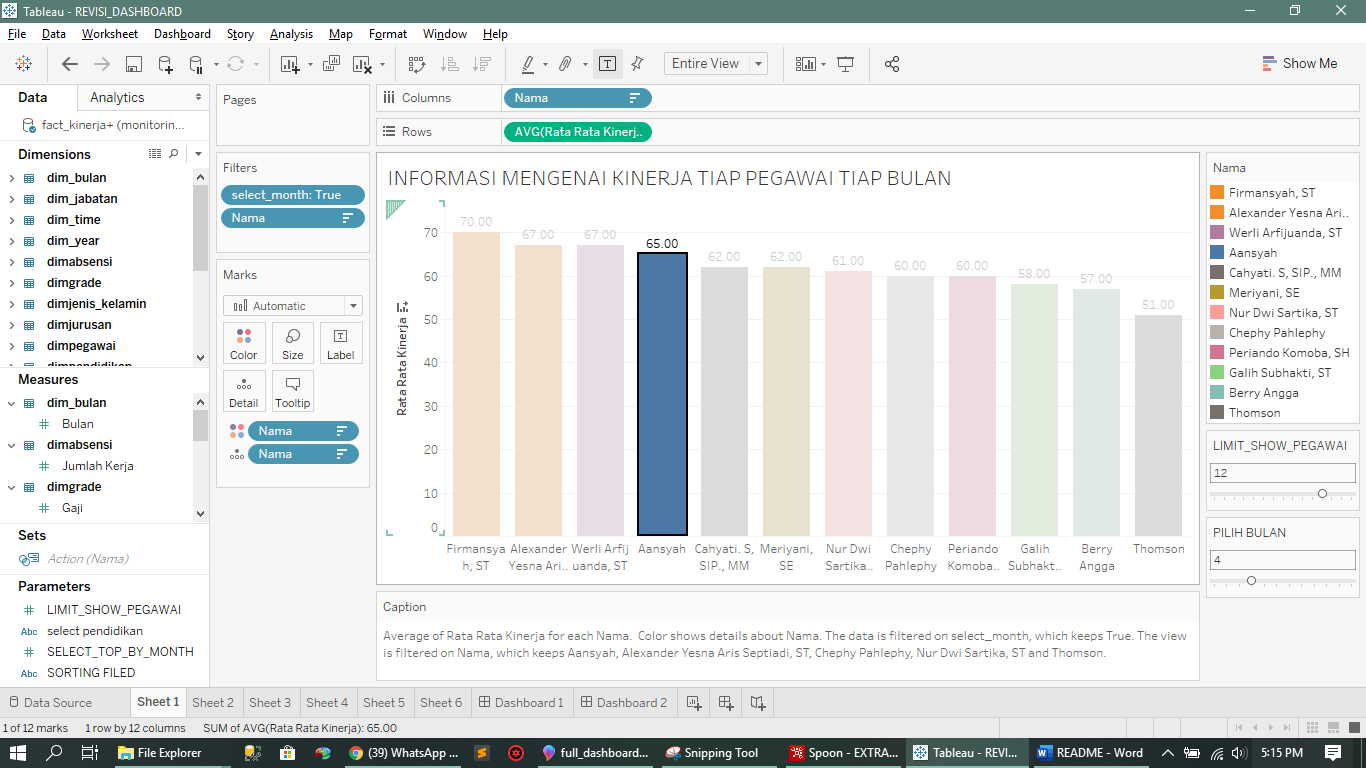 Tableau - REVISI_DASHBOARD
File Data Worksheet Dashboard Story Analysis Map Format Window Help
Entire View
Show Me
Data Analytics
fact_kinerja+ (monitorin...
Dimensions
dim_bulan
dim_jabatan
dim_time
dim_year
dimabsensi
dimgrade
dimjenis_kelamin
dimjurusan
dimpegawai
dimpendidikan
Measures
dim_bulan
Bulan
dimabsensi
Jumlah Kerja
dimgrade
Gaji
Sets
Action (Nama)
Parameters
LIMIT_SHOW_PEGAWAI
Abc select pendidikan
SELECT_TOP_BY_MONTH
Abc SORTING FILED
Pages
Filters
select_month: True
Nama
Marks
Automatic
Color Size Label
Detail Tooltip
Nama
Nama
Columns Nama
Rows AVG(Rata Rata Kinerj..
INFORMASI MENGENAI KINERJA TIAP PEGAWAI TIAP BULAN
Rata Rata Kinerja
70
60
50
40
30
20
10
0
70.00 67.00 67.00 65.00 62.00 62.00 61.00 60.00 60.00 58.00 57.00 51.00
Firmansya Alexander Werli Arfij Aansyah Cahyati. S, Meriyani, Nur Dwi Chephy Periando Galih Berry Thomson
h, ST Yesna Ari.. uanda, ST SIP., MM SE Sartika.. Pahlephy Komoba.. Subhakt.. Angga
Caption
Average of Rata Rata Kinerja for each Nama.  Color shows details about Nama. The data is filtered on select_month, which keeps True. The view
is filtered on Nama, which keeps Aansyah, Alexander Yesna Aris Septiadi, ST, Chephy Pahlephy, Nur Dwi Sartika, ST and Thomson.
Nama
Firmansyah, ST
Alexander Yesna Ari..
Werli Arfijuanda, ST
Aansyah
Cahyati. S, SIP., MM
Meriyani, SE
Nur Dwi Sartika, ST
Chephy Pahlephy
Periando Komoba, SH
Galih Subhakti, ST
Berry Angga
Thomson
LIMIT_SHOW_PEGAWAI
12
PILIH BULAN
4
Data Source Sheet 1 Sheet 2 Sheet 3 Sheet 4 Sheet 5 Sheet 6 Dashboard 1 Dashboard 2
1 of 12 marks 1 row by 12 columns SUM of AVG(Rata Rata Kinerja): 65.00
File Explorer (39) WhatsApp ... full_dashboard... Snipping Tool Spoon - EXTRA... Tableau - REVI... README - Word 5:15 PM